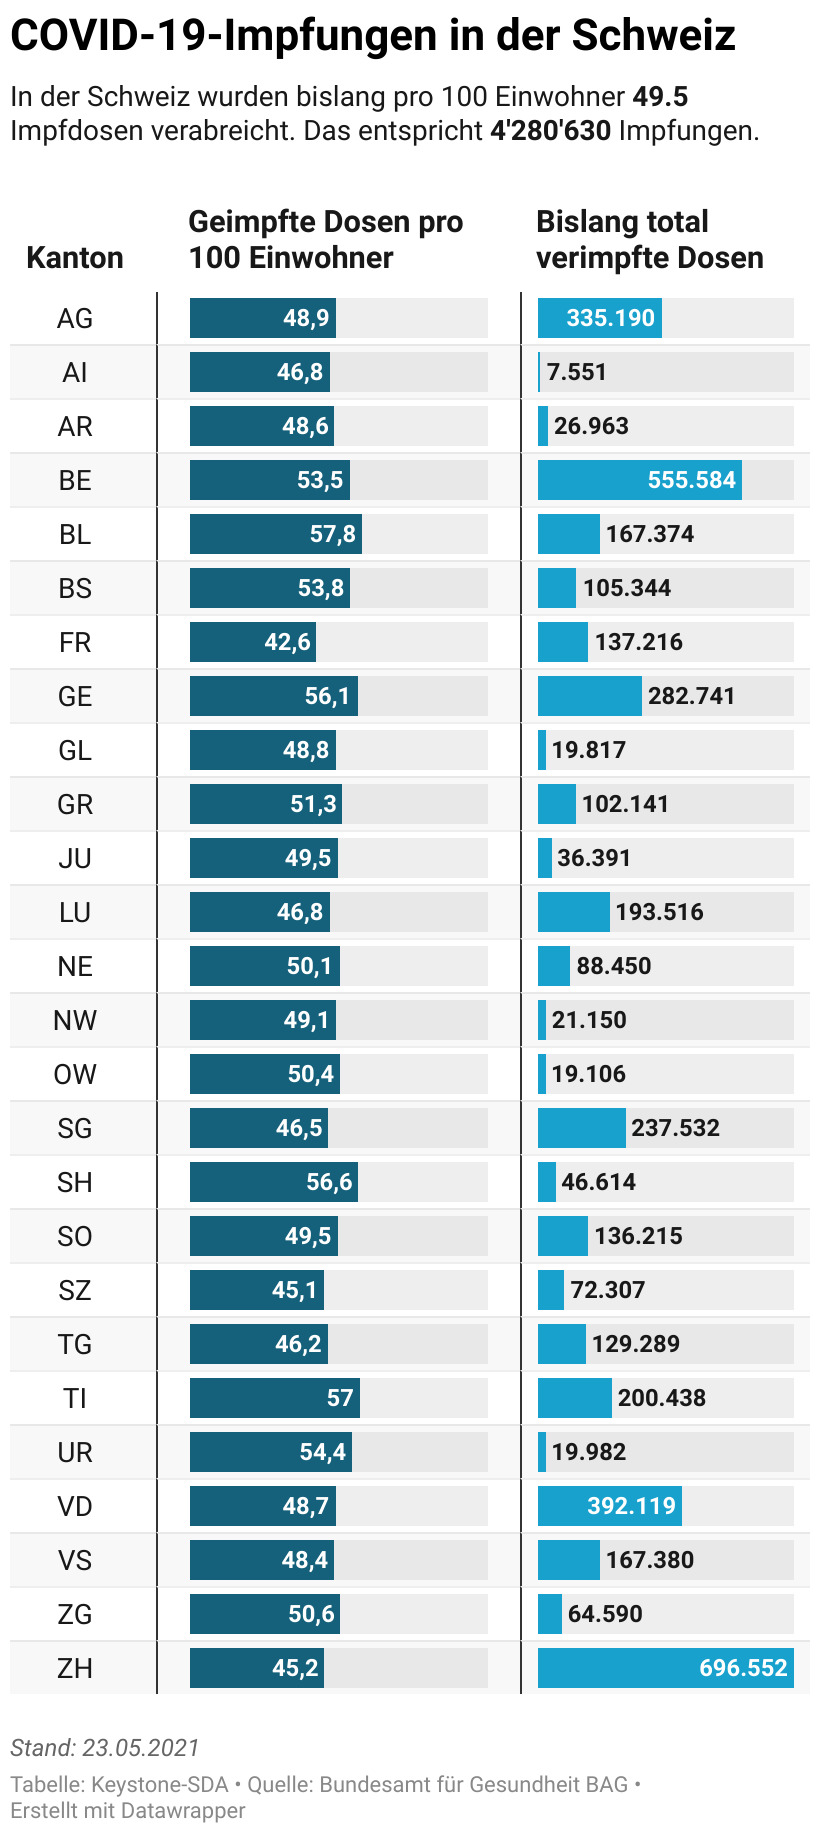 COVID-19-Impfungen in der Schweiz
In der Schweiz wurden bislang pro 100 Einwohner 49.5
Impfdosen verabreicht. Das entspricht 4'280'630 Impfungen.
Kanton
Geimpfte Dosen pro
100 Einwohner
Bislang total
verimpfte Dosen
AG 48,9 335.190
AI 46,8 7.551
AR 48,6 26.963
BE 53,5 555.584
BL 57,8 167.374
BS 53,8 105.344
FR 42,6 137.216
GE 56,1 282.741
GL 48,8 19.817
GR 51,3 102.141
JU 49,5 36.391
LU 46,8 193.516
NE 50,1 88.450
NW 49,1 21.150
OW 50,4 19.106
SG 46,5 237.532
SH 56,6 46.614
SO 49,5 136.215
SZ 45,1 72.307
TG 46,2 129.289
TI 57 200.438
UR 54,4 19.982
VD 48,7 392.119
VS 48,4 167.380
ZG 50,6 64.590
ZH 45,2 696.552
Stand: 23.05.2021
Tabelle: Keystone-SDA • Quelle: Bundesamt für Gesundheit BAG •
Erstellt mit Datawrapper